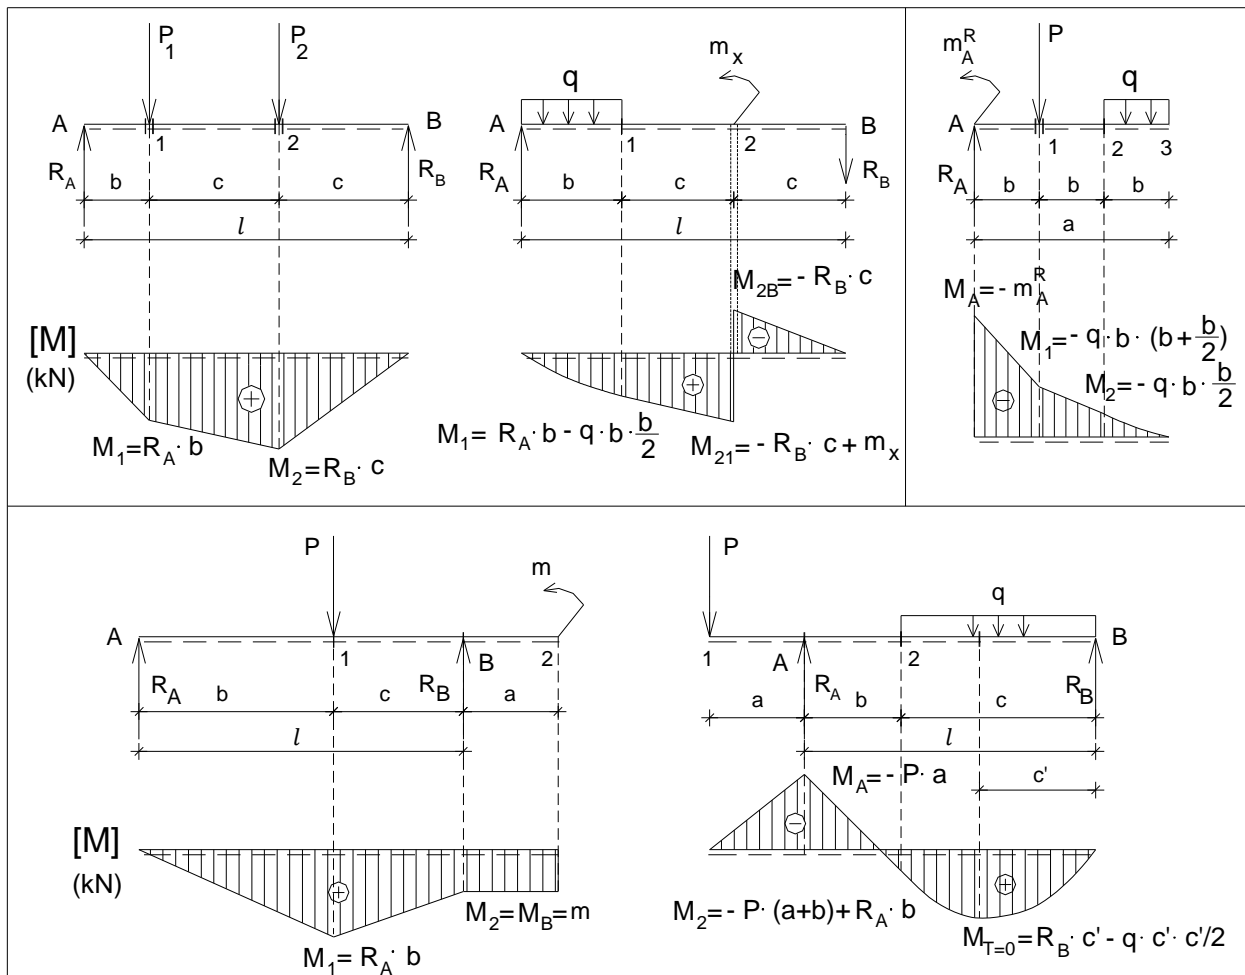 P1 P2
A B
1 2
RA RB
b c c
l
[M]
(kN)
M1=RA· b
M2=RB· c
mx
q
A B
1 2
RB
RA
b c c
l
M2B=- RB· c
M1= RA· b - q· b· b/2
M21=- RB· c + mx
mAR P
q
A
1 2 3
RA
b b b
a
MA=- mAR
M1=- q· b· (b+b/2)
M2=- q· b· b/2
P
m
A
1 B 2
RA RB
b c a
l
[M]
(kN)
M2=MB=m
M1= RA· b
P
q
1 A 2 B
RA RB
a b c
l
MA=- P· a
c'
M2=- P· (a+b)+RA· b
MT=0=RB· c' - q· c'· c'/2